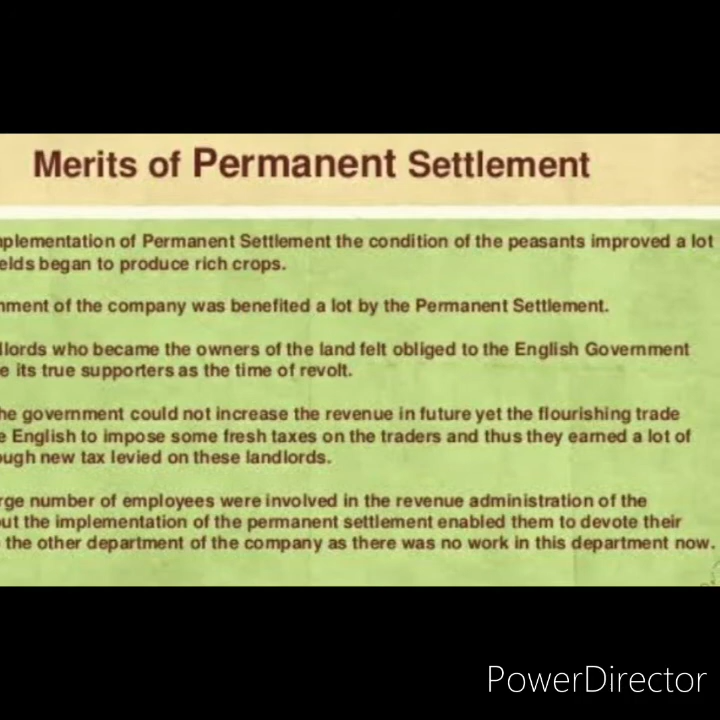 Merits of Permanent Settlement
plementation of Permanent Settlement the condition of the peasants improved a lot
elds began to produce rich crops.
nment of the company was benefited a lot by the Permanent Settlement.
llords who became the owners of the land felt obliged to the English Government
e its true supporters as the time of revolt.
he government could not increase the revenue in future yet the flourishing trade
e English to impose some fresh taxes on the traders and thus they earned a lot of
ough new tax levied on these landlords.
rge number of employees were involved in the revenue administration of the
ut the implementation of the permanent settlement enabled them to devote their
the other department of the company as there was no work in this department now.
PowerDirector